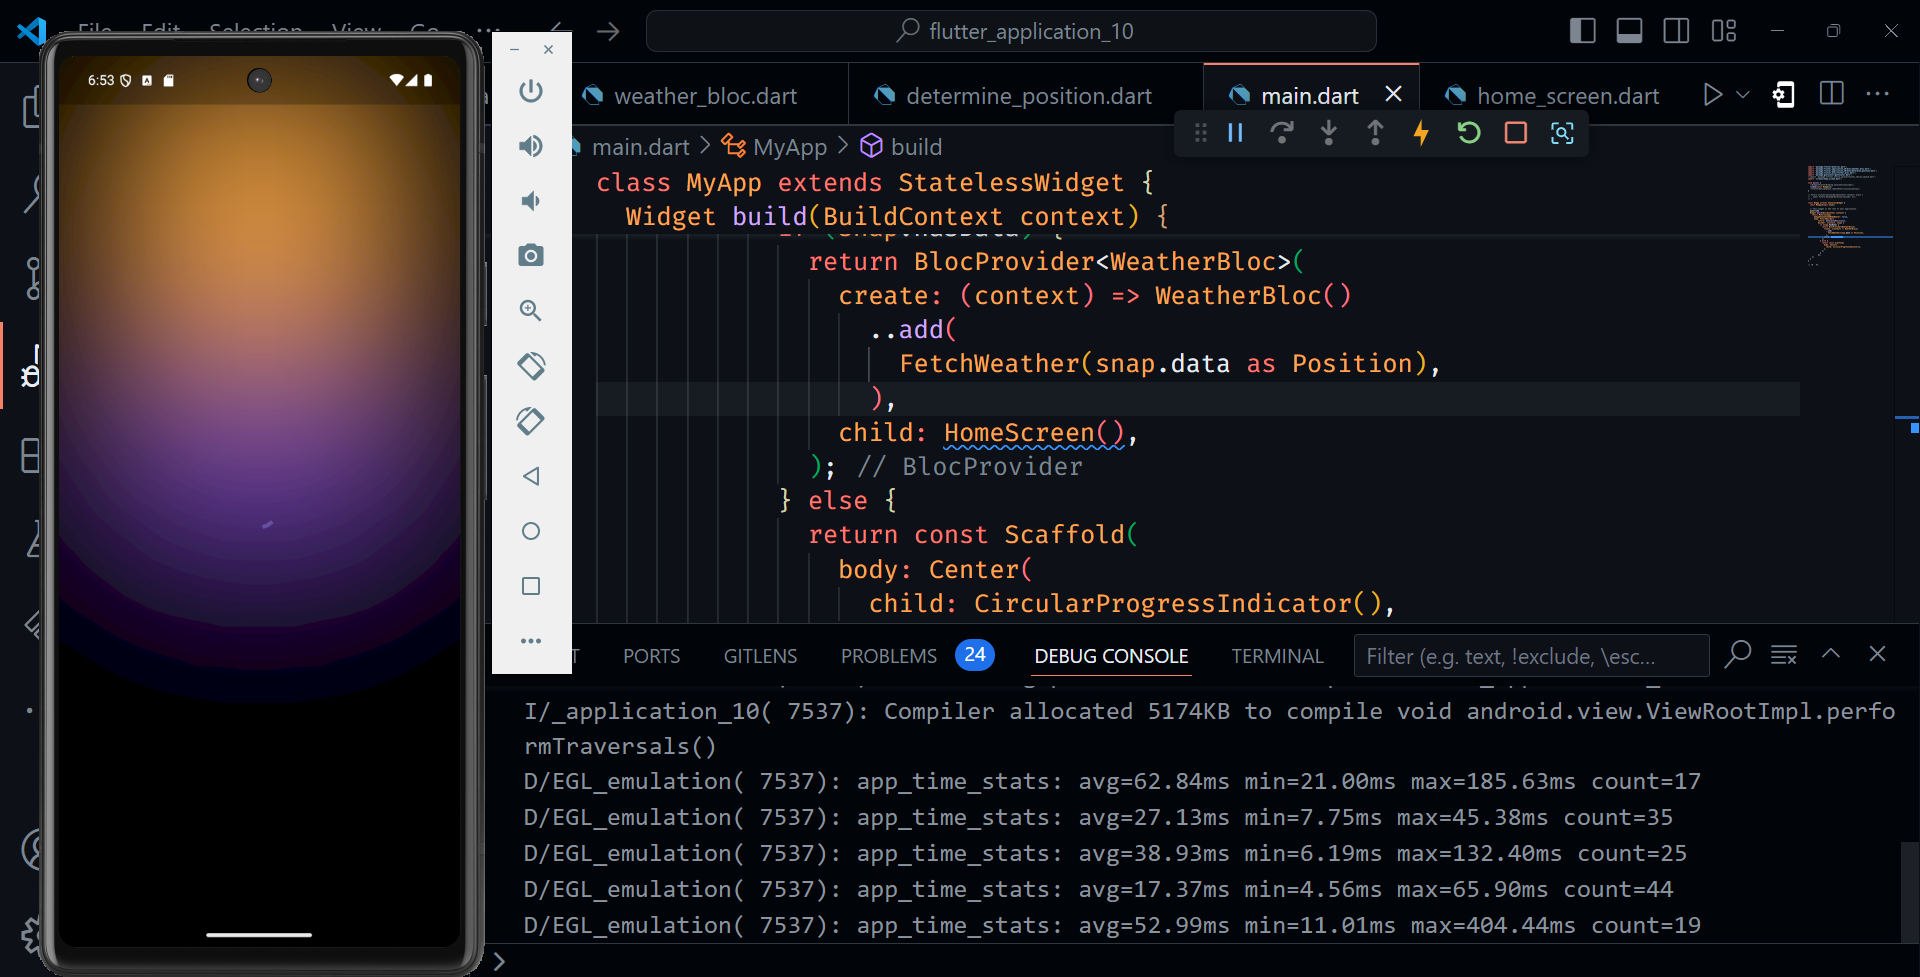 File Edit Selection View Go ...
flutter_application_10
6:53
weather_bloc.dart
determine_position.dart
main.dart
home_screen.dart
main.dart > MyApp > build
class MyApp extends StatelessWidget {
Widget build(BuildContext context) {
return BlocProvider<WeatherBloc>(
create: (context) => WeatherBloc()
..add(
FetchWeather(snap.data as Position),
),
child: HomeScreen(),
); // BlocProvider
} else {
return const Scaffold(
body: Center(
child: CircularProgressIndicator(),
T PORTS GITLENS PROBLEMS 24 DEBUG CONSOLE TERMINAL Filter (e.g. text, !exclude, \esc...
I/_application_10( 7537): Compiler allocated 5174KB to compile void android.view.ViewRootImpl.perfo
rmTraversals()
D/EGL_emulation( 7537): app_time_stats: avg=62.84ms min=21.00ms max=185.63ms count=17
D/EGL_emulation( 7537): app_time_stats: avg=27.13ms min=7.75ms max=45.38ms count=35
D/EGL_emulation( 7537): app_time_stats: avg=38.93ms min=6.19ms max=132.40ms count=25
D/EGL_emulation( 7537): app_time_stats: avg=17.37ms min=4.56ms max=65.90ms count=44
D/EGL_emulation( 7537): app_time_stats: avg=52.99ms min=11.01ms max=404.44ms count=19